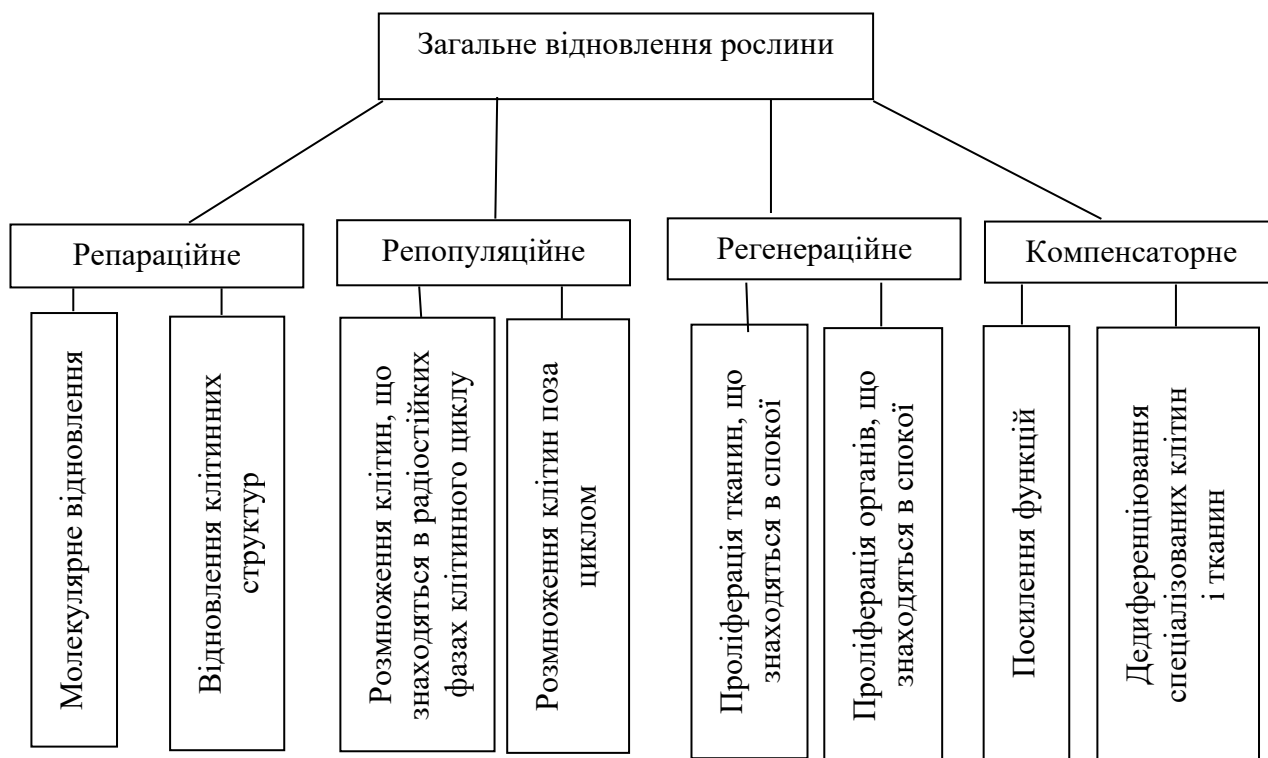 Загальне відновлення рослини
Репараційне
Репопуляційне
Регенераційне
Компенсаторне
Молекулярне відновлення
Відновлення клітинних
структур
Розмноження клітин, що
знаходяться в радіостійких
фазах клітинного циклу
Розмноження клітин поза
циклом
Проліферація тканин, що
знаходяться в спокої
Проліферація органів, що
знаходяться в спокої
Посилення функцій
Дедиференціювання
спеціалізованих клітин
і тканин